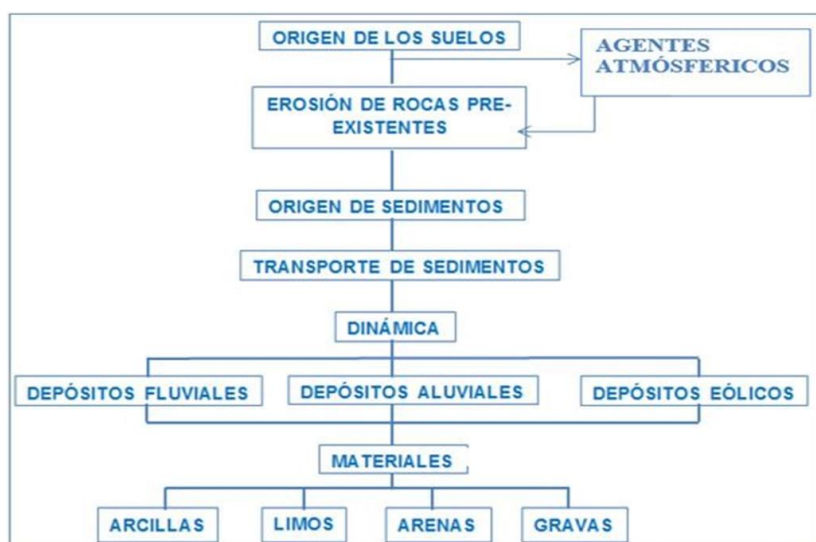 ORIGEN DE LOS SUELOS
AGENTES
ATMÓSFERICOS
EROSIÓN DE ROCAS PRE-
EXISTENTES
ORIGEN DE SEDIMENTOS
TRANSPORTE DE SEDIMENTOS
DINÁMICA
DEPÓSITOS FLUVIALES
DEPÓSITOS ALUVIALES
DEPÓSITOS EÓLICOS
MATERIALES
ARCILLAS
LIMOS
ARENAS
GRAVAS